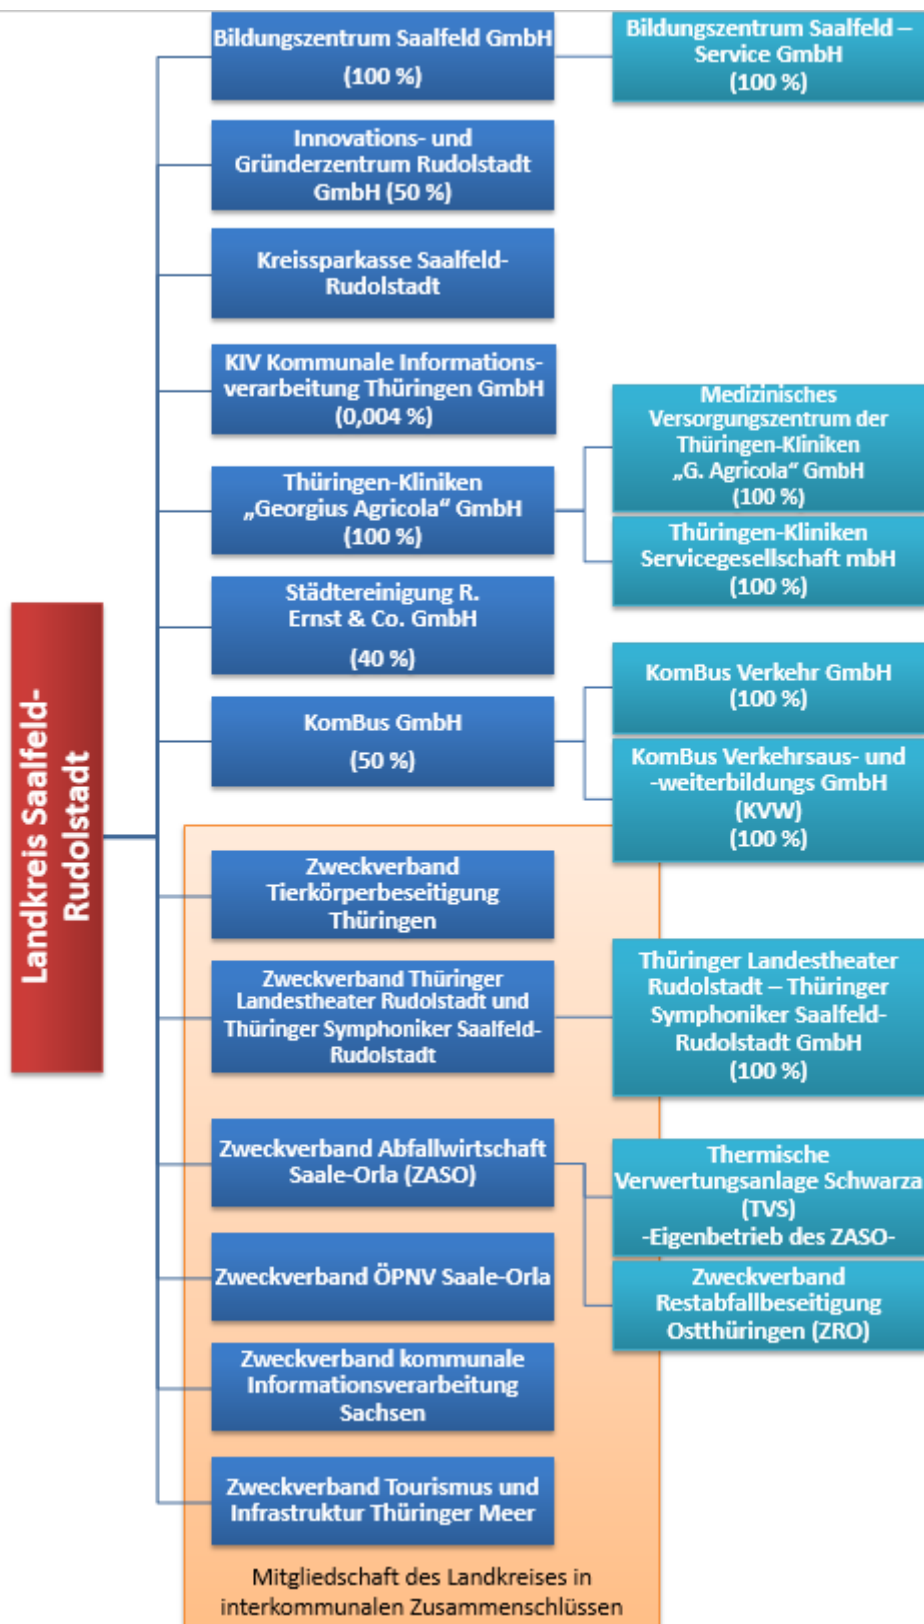 Landkreis Saalfeld-
Rudolstadt
Bildungszentrum Saalfeld GmbH
(100 %)
Bildungszentrum Saalfeld –
Service GmbH
(100 %)
Innovations- und
Gründerzentrum Rudolstadt
GmbH (50 %)
Kreissparkasse Saalfeld-
Rudolstadt
KIV Kommunale Informations-
verarbeitung Thüringen GmbH
(0,004 %)
Thüringen-Kliniken
„Georgius Agricola“ GmbH
(100 %)
Medizinisches
Versorgungszentrum der
Thüringen-Kliniken
„G. Agricola“ GmbH
(100 %)
Thüringen-Kliniken
Servicegesellschaft mbH
(100 %)
Städtereinigung R.
Ernst & Co. GmbH
(40 %)
KomBus GmbH
(50 %)
KomBus Verkehr GmbH
(100 %)
KomBus Verkehrsaus- und
-weiterbildungs GmbH
(KVW)
(100 %)
Zweckverband
Tierkörperbeseitigung
Thüringen
Zweckverband Thüringer
Landestheater Rudolstadt und
Thüringer Symphoniker Saalfeld-
Rudolstadt
Thüringer Landestheater
Rudolstadt – Thüringer
Symphoniker Saalfeld-
Rudolstadt GmbH
(100 %)
Zweckverband Abfallwirtschaft
Saale-Orla (ZASO)
Thermische
Verwertungsanlage Schwarza
(TVS)
-Eigenbetrieb des ZASO-
Zweckverband
Restabfallbeseitigung
Ostthüringen (ZRO)
Zweckverband ÖPNV Saale-Orla
Zweckverband kommunale
Informationsverarbeitung
Sachsen
Zweckverband Tourismus und
Infrastruktur Thüringer Meer
Mitgliedschaft des Landkreises in
interkommunalen Zusammenschlüssen